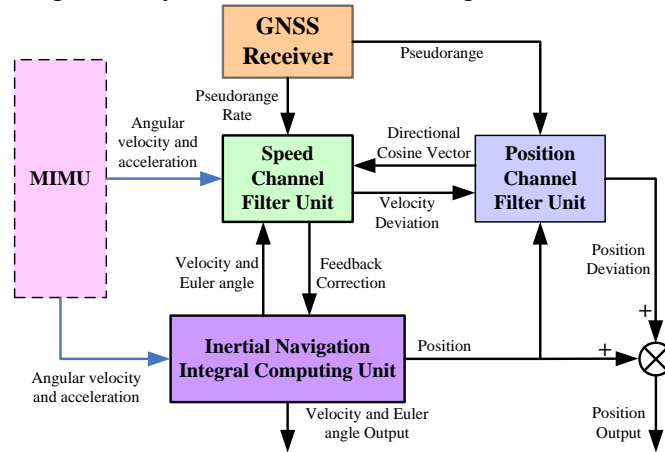 GNSS
Receiver
Pseudorange
Pseudorange
Rate
Angular
velocity and
acceleration
Directional
Cosine Vector
MIMU
Speed
Channel
Filter Unit
Position
Channel
Filter Unit
Velocity
Deviation
Velocity and
Euler angle
Feedback
Correction
Position
Deviation
+
Inertial Navigation
Integral Computing Unit
Position
+
Angular velocity
and acceleration
Velocity and Euler
angle Output
Position
Output